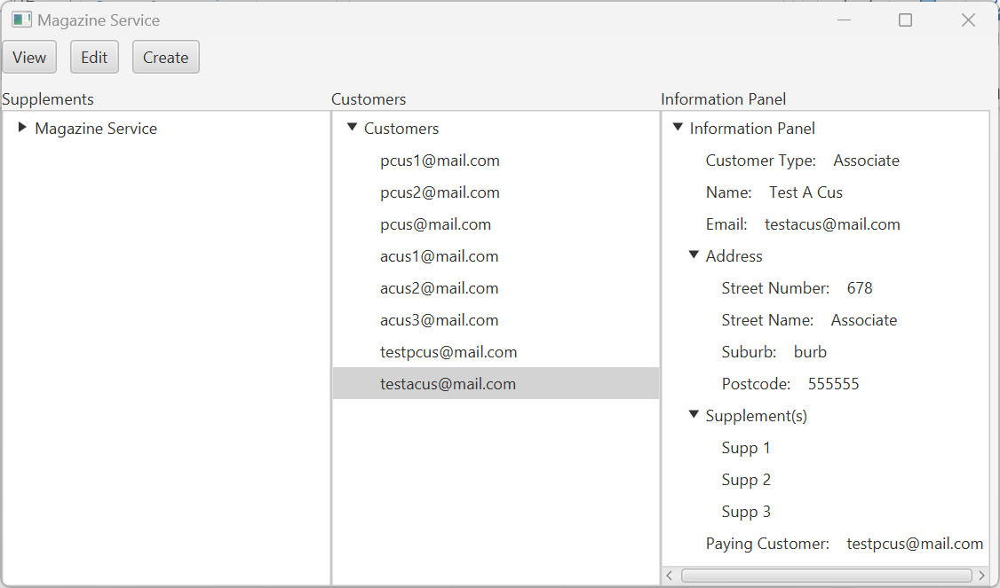 Magazine Service
View Edit Create
Supplements
Magazine Service
Customers
Customers
pcus1@mail.com
pcus2@mail.com
pcus@mail.com
acus1@mail.com
acus2@mail.com
acus3@mail.com
testpcus@mail.com
testacus@mail.com
Information Panel
Information Panel
Customer Type: Associate
Name: Test A Cus
Email: testacus@mail.com
Address
Street Number: 678
Street Name: Associate
Suburb: burb
Postcode: 555555
Supplement(s)
Supp 1
Supp 2
Supp 3
Paying Customer: testpcus@mail.com